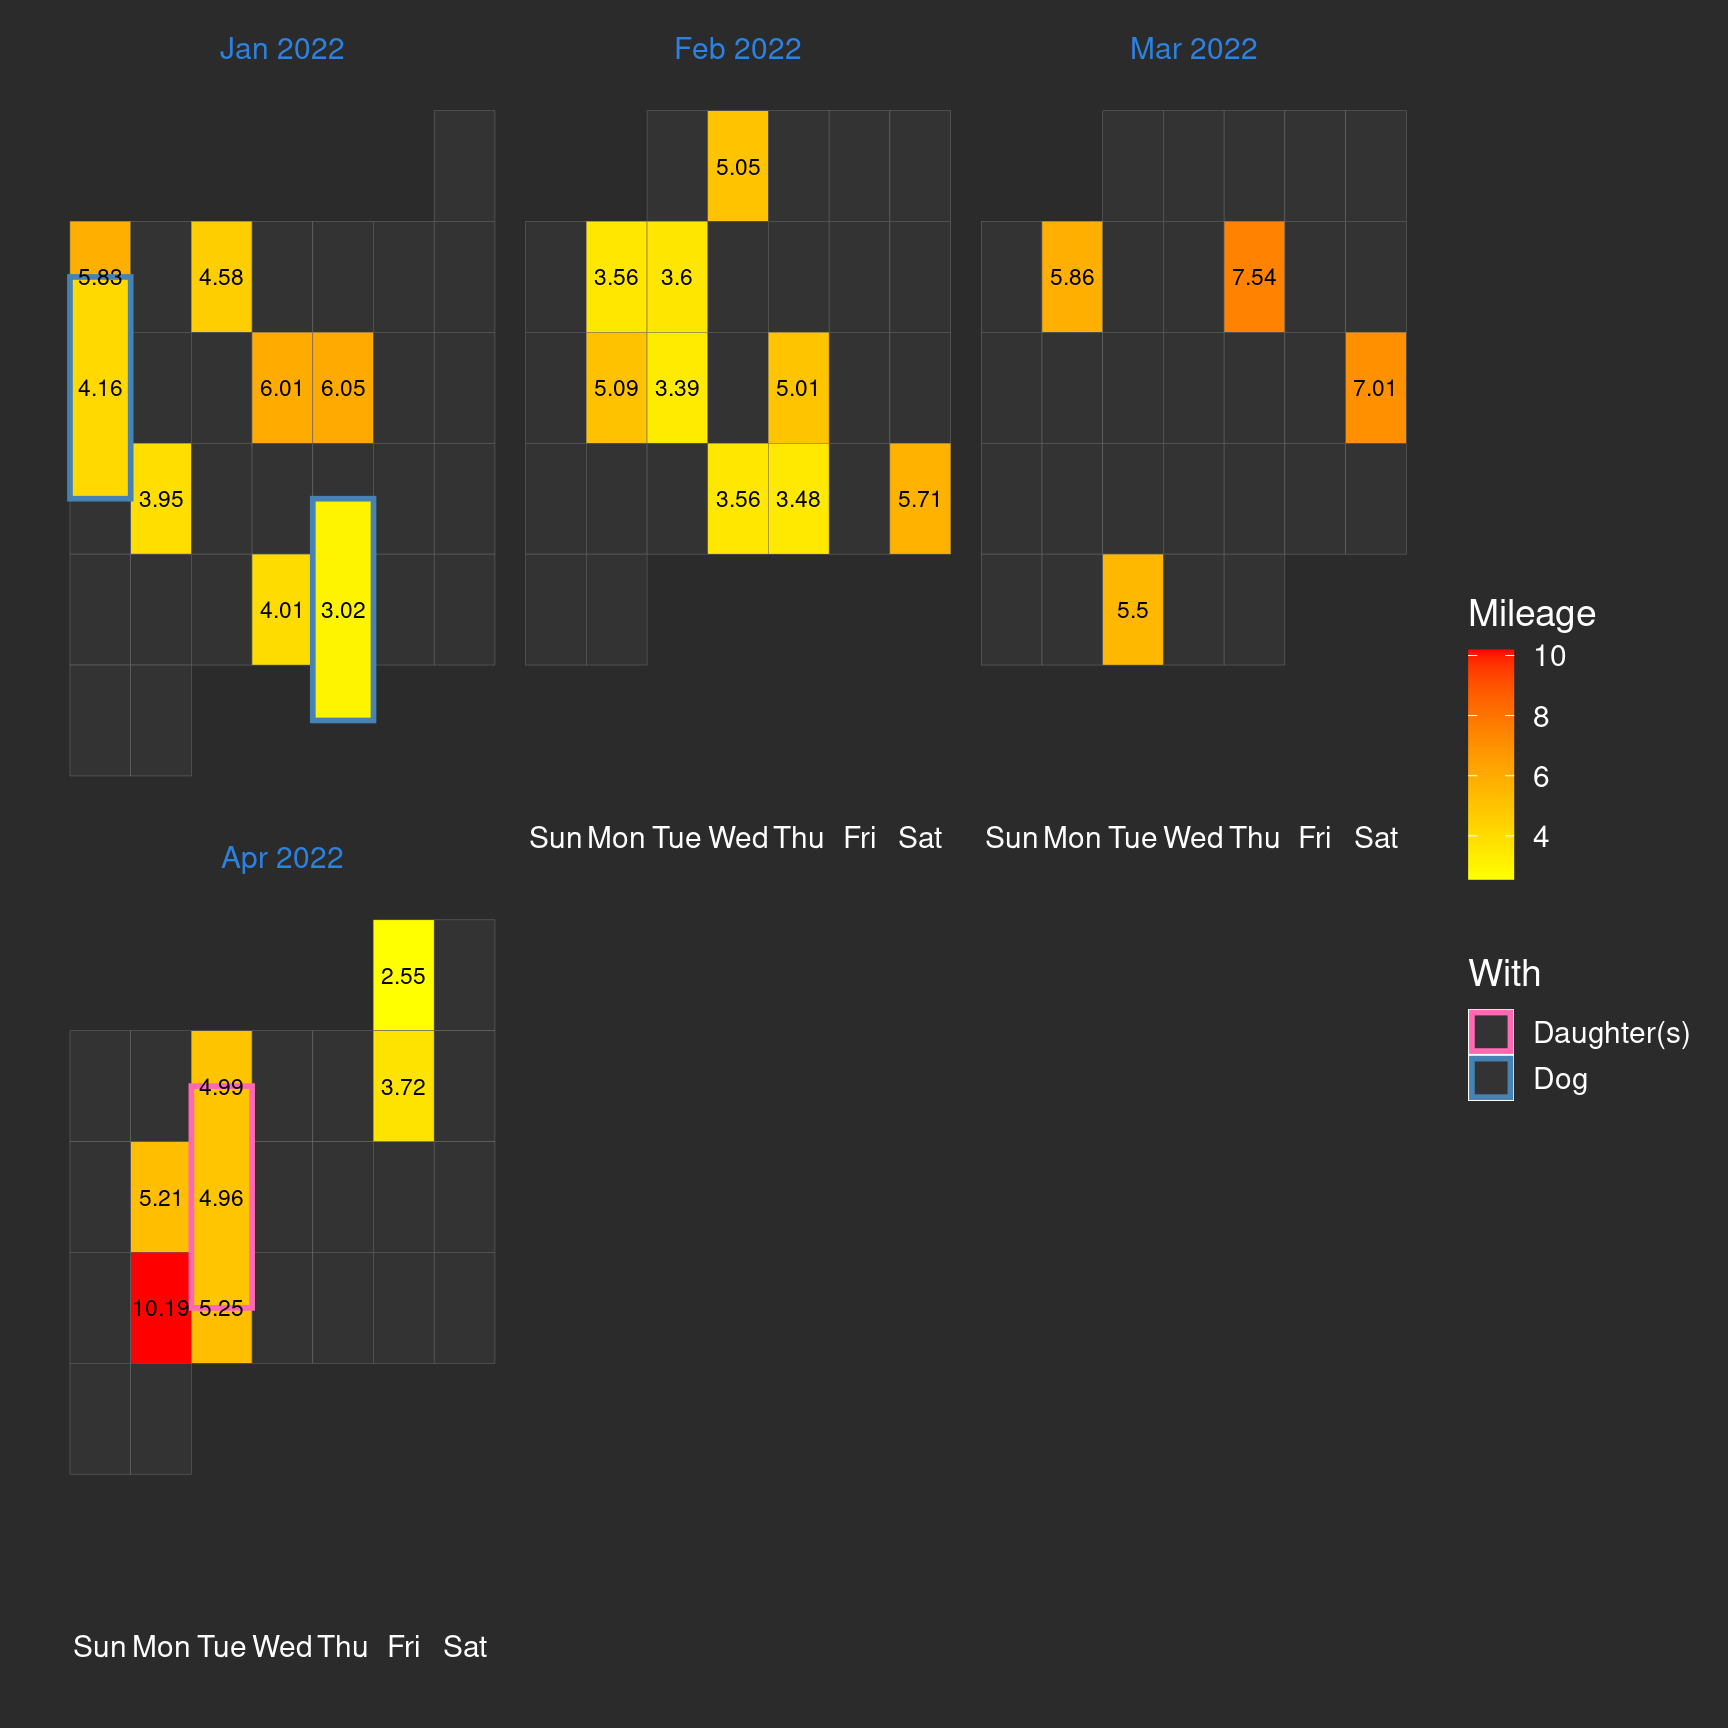 Jan 2022 Feb 2022 Mar 2022
5.05
5.83 4.58 3.56 3.6 5.86 7.54
4.16 6.01 6.05 5.09 3.39 5.01 7.01
3.95 3.56 3.48 5.71
4.01 3.02 5.5
Sun Mon Tue Wed Thu Fri Sat Sun Mon Tue Wed Thu Fri Sat
Apr 2022
2.55
4.99 3.72
5.21 4.96
10.19 5.25
Sun Mon Tue Wed Thu Fri Sat
Mileage
10
8
6
4
With
Daughter(s)
Dog